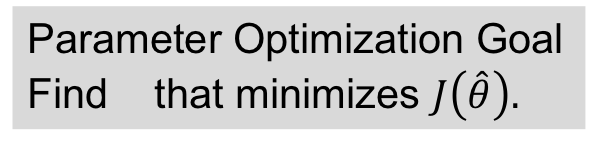 Parameter Optimization Goal
Find that minimizes J(θ̂).